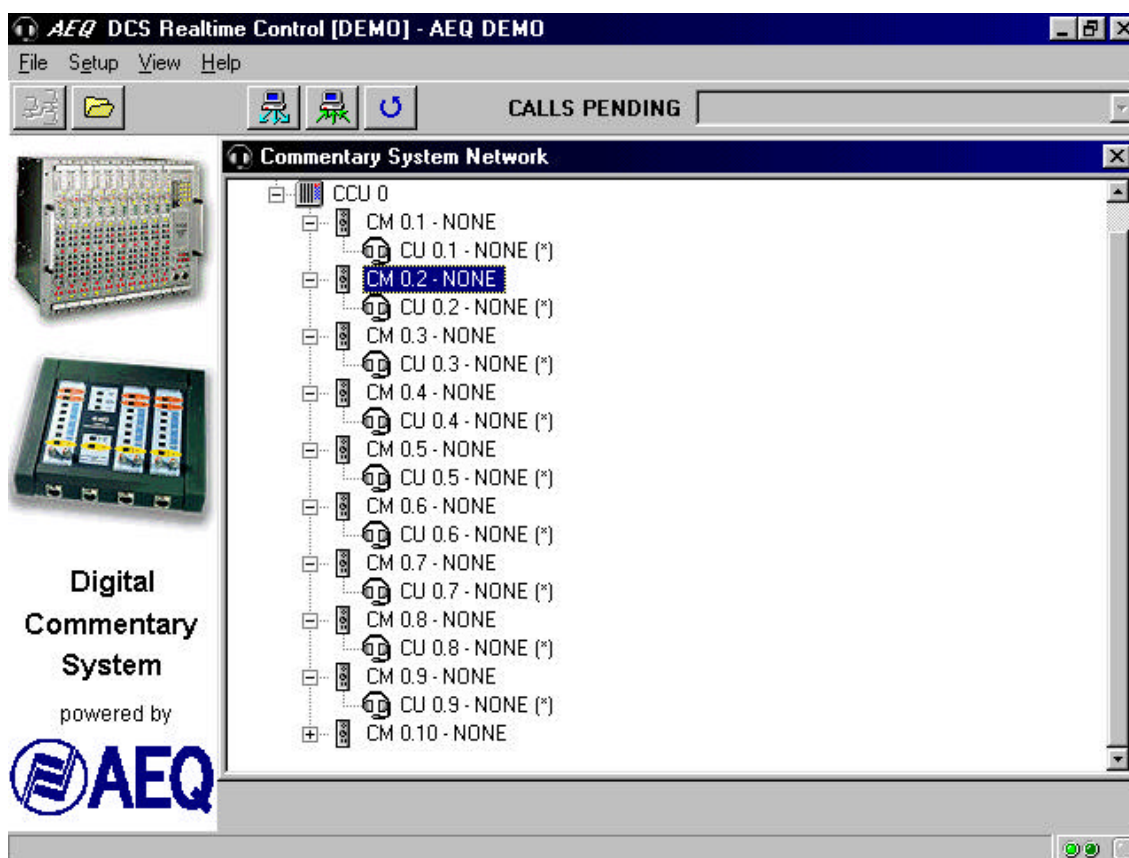 AEQ DCS Realtime Control [DEMO] - AEQ DEMO
File Setup View Help
CALLS PENDING
Commentary System Network
CCU 0
CM 0.1 - NONE
CU 0.1 - NONE (*)
CM 0.2 - NONE
CU 0.2 - NONE (*)
CM 0.3 - NONE
CU 0.3 - NONE (*)
CM 0.4 - NONE
CU 0.4 - NONE (*)
CM 0.5 - NONE
CU 0.5 - NONE (*)
CM 0.6 - NONE
CU 0.6 - NONE (*)
CM 0.7 - NONE
CU 0.7 - NONE (*)
CM 0.8 - NONE
CU 0.8 - NONE (*)
CM 0.9 - NONE
CU 0.9 - NONE (*)
CM 0.10 - NONE
Digital
Commentary
System
powered by
AEQ